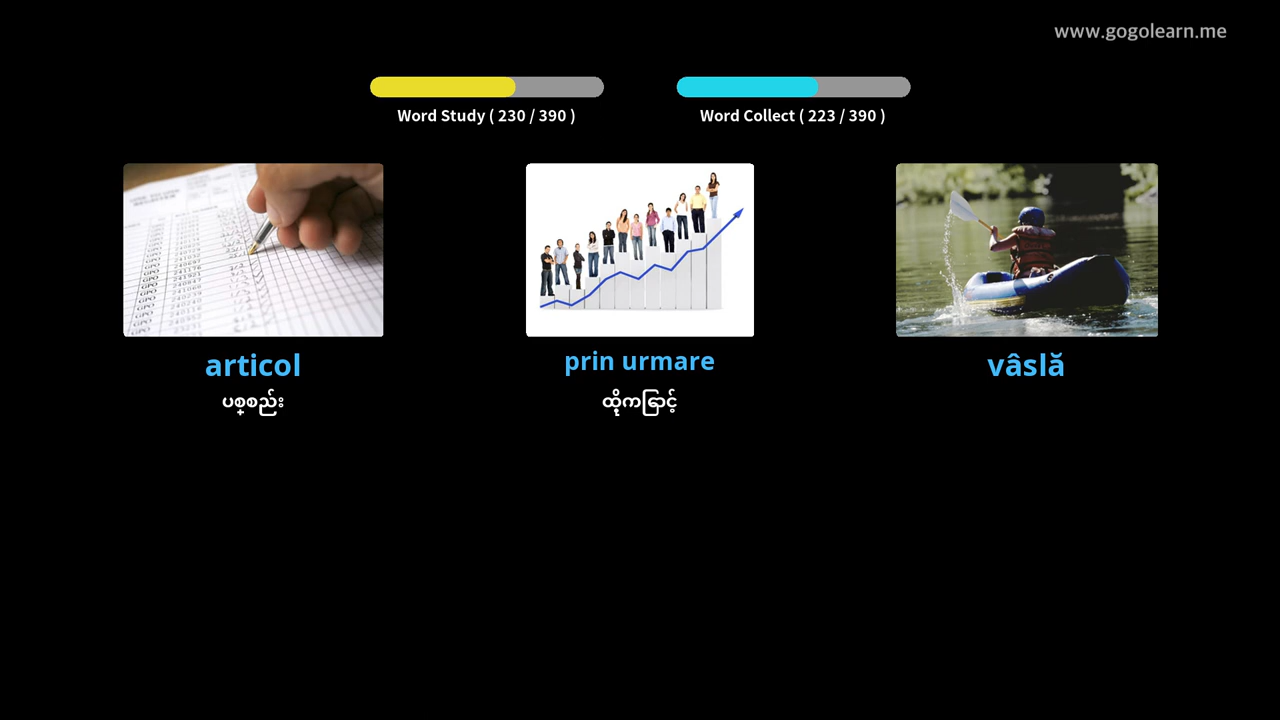 www.gogolearn.me
Word Study ( 230 / 390 )
Word Collect ( 223 / 390 )
articol
prin urmare
vâslă
ပစ္စည်း
ထို့ကြောင့်